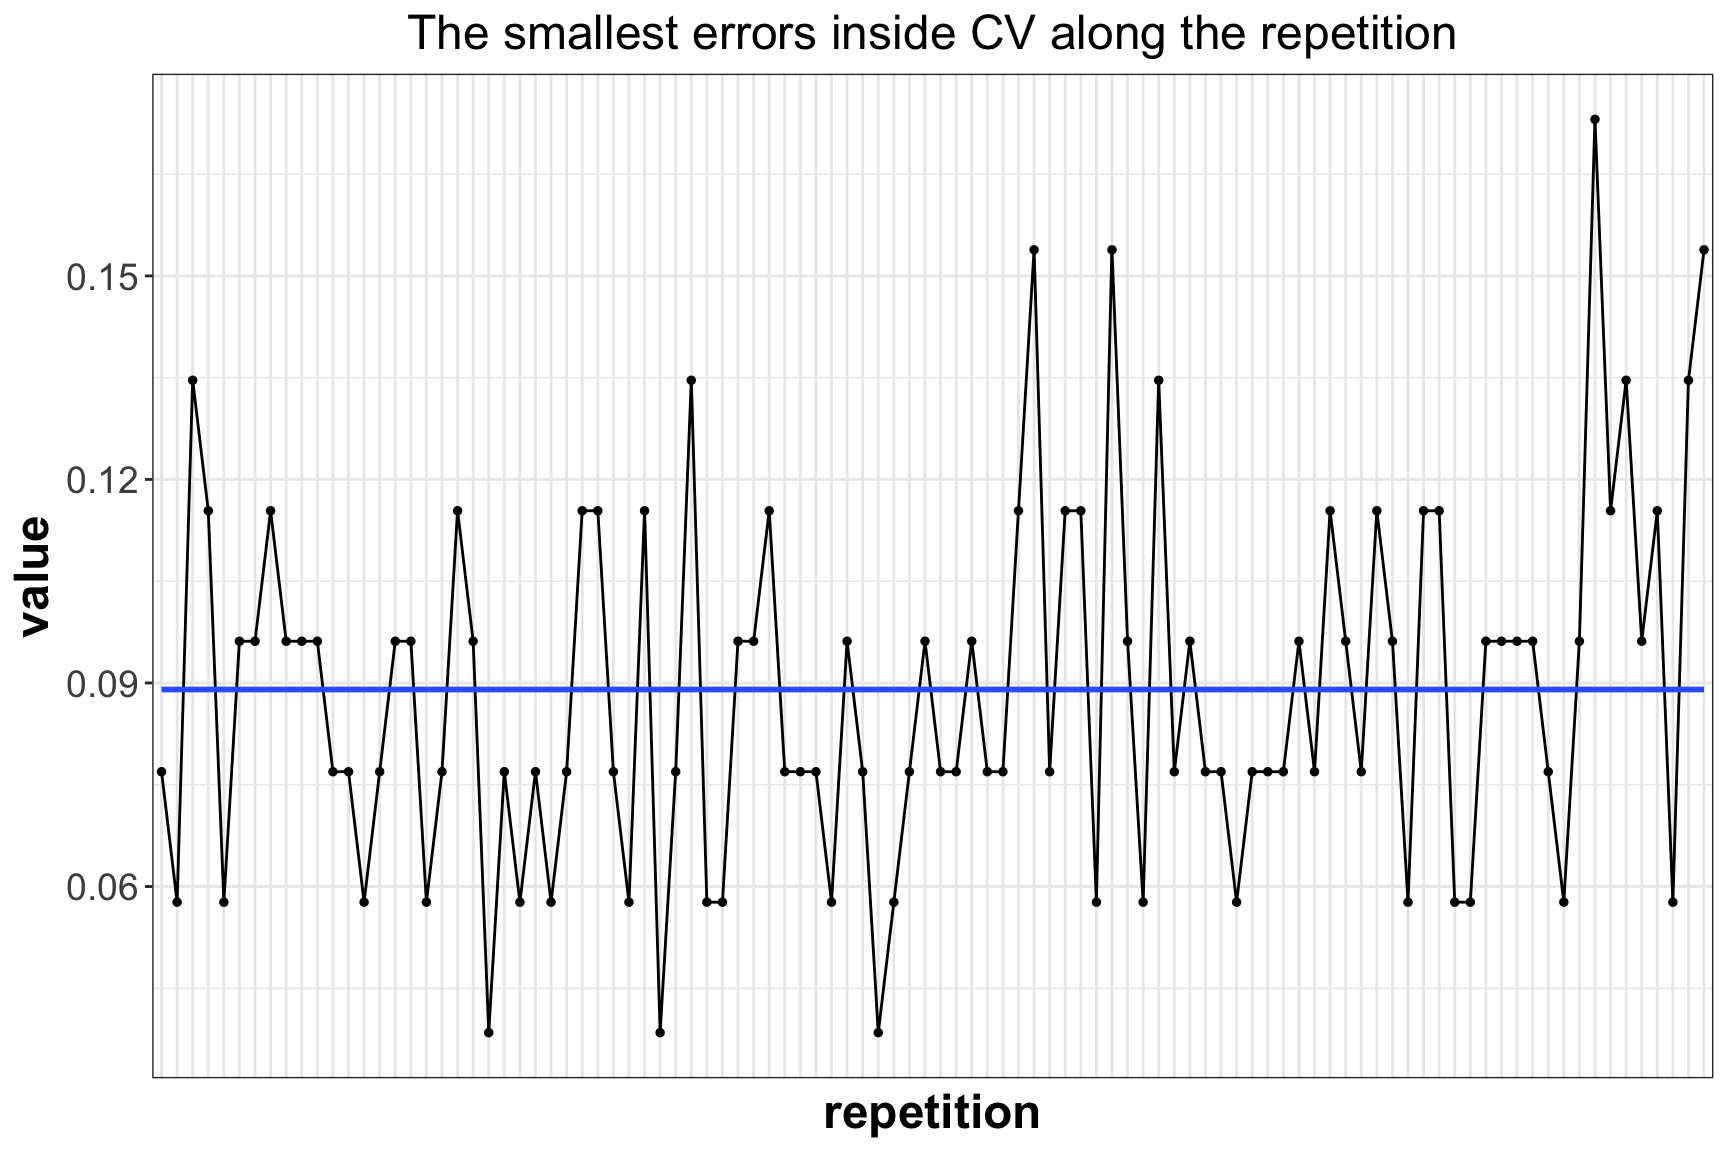 The smallest errors inside CV along the repetition
0.15
0.12
0.09
0.06
value
repetition